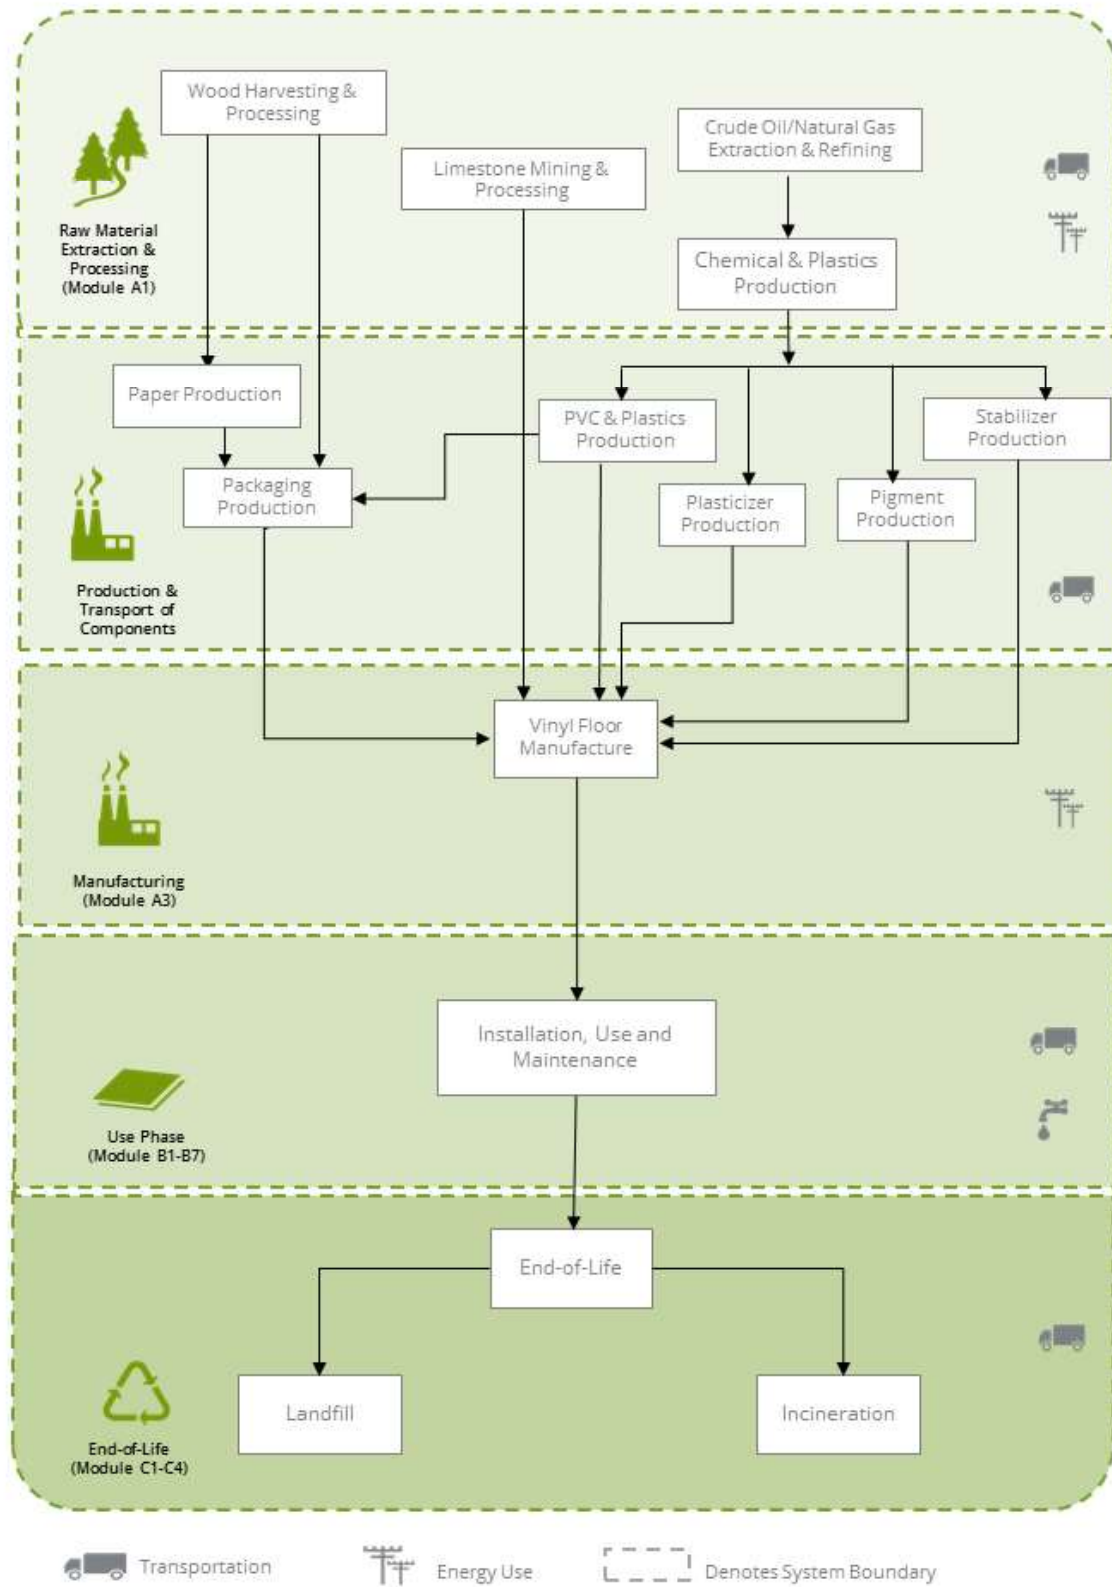 Wood Harvesting &
Processing
Crude Oil/Natural Gas
Extraction & Refining
Limestone Mining &
Processing
Raw Material
Extraction &
Processing
(Module A1)
Chemical & Plastics
Production
Paper Production
PVC & Plastics
Production
Stabilizer
Production
Packaging
Production
Plasticizer
Production
Pigment
Production
Production &
Transport of
Components
Vinyl Floor
Manufacture
Manufacturing
(Module A3)
Installation, Use and
Maintenance
Use Phase
(Module B1-B7)
End-of-Life
Landfill
Incineration
End-of-Life
(Module C1-C4)
Transportation
Energy Use
Denotes System Boundary